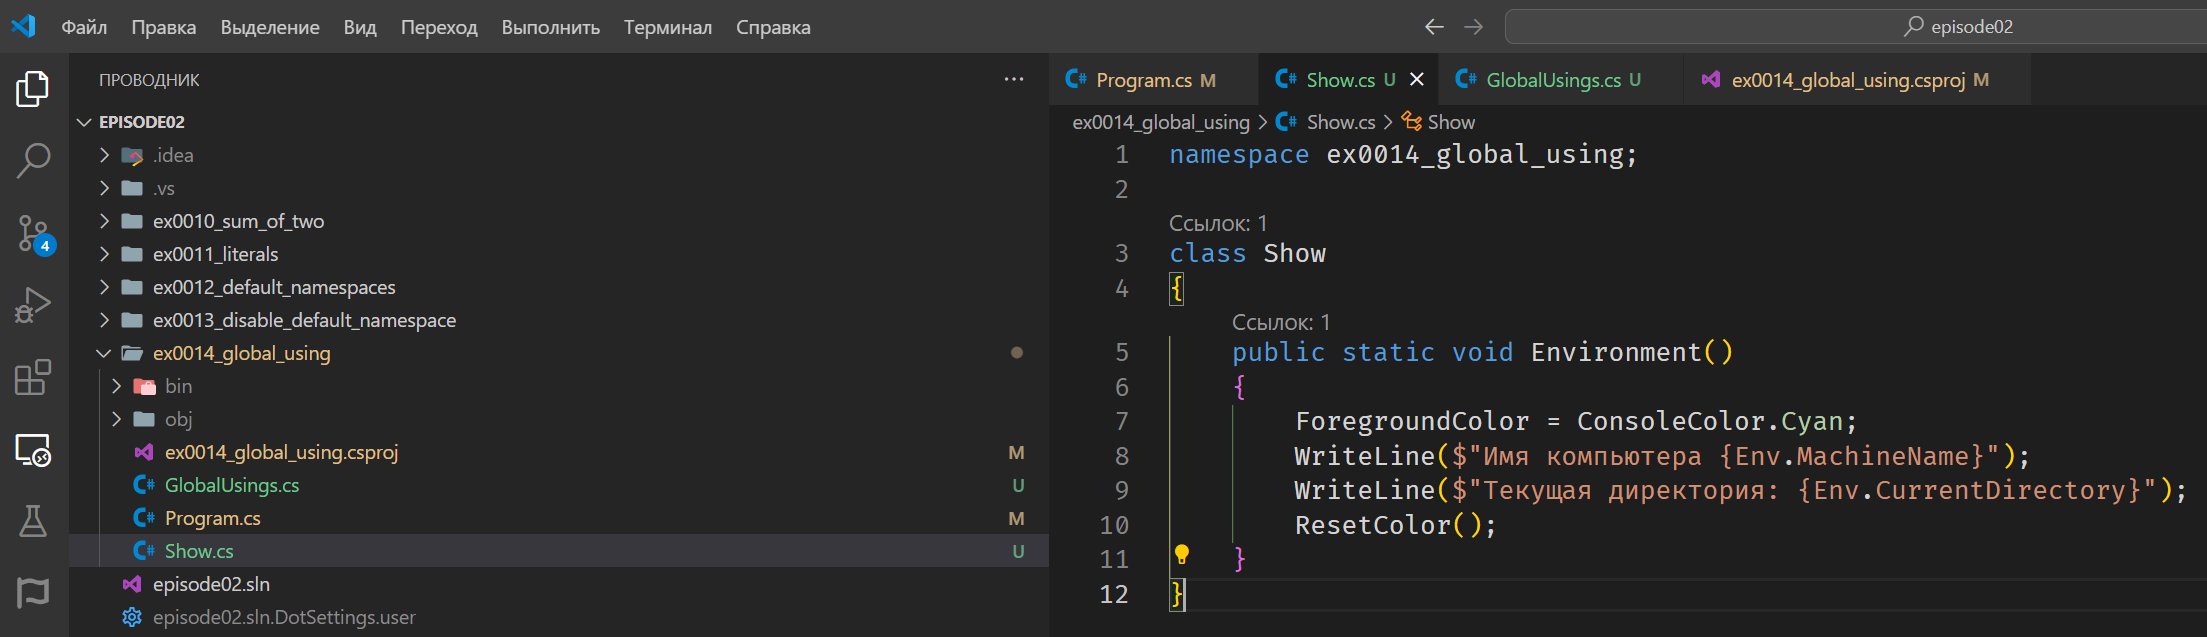 Файл Правка Выделение Вид Переход Выполнить Терминал Справка episode02
ПРОВОДНИК ···
EPISODE02
.idea
.vs
ex0010_sum_of_two
ex0011_literals
ex0012_default_namespaces
ex0013_disable_default_namespace
ex0014_global_using
bin
obj
ex0014_global_using.csproj M
GlobalUsings.cs U
Program.cs M
Show.cs U
episode02.sln
episode02.sln.DotSettings.user
4
Program.cs M Show.cs U GlobalUsings.cs U ex0014_global_using.csproj M
ex0014_global_using > Show.cs > Show
1 namespace ex0014_global_using;
2
Ссылок: 1
3 class Show
4 {
Ссылок: 1
5 public static void Environment()
6 {
7 ForegroundColor = ConsoleColor.Cyan;
8 WriteLine($"Имя компьютера {Env.MachineName}");
9 WriteLine($"Текущая директория: {Env.CurrentDirectory}");
10 ResetColor();
11 }
12 }